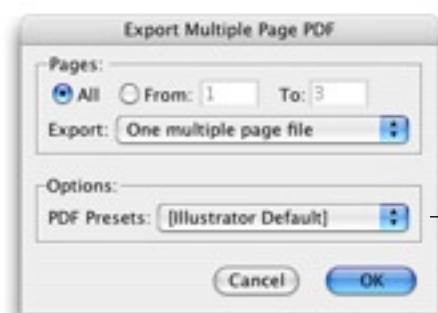 Export Multiple Page PDF
Pages:
All From: 1 To: 3
Export: One multiple page file
Options:
PDF Presets: [Illustrator Default]
Cancel OK